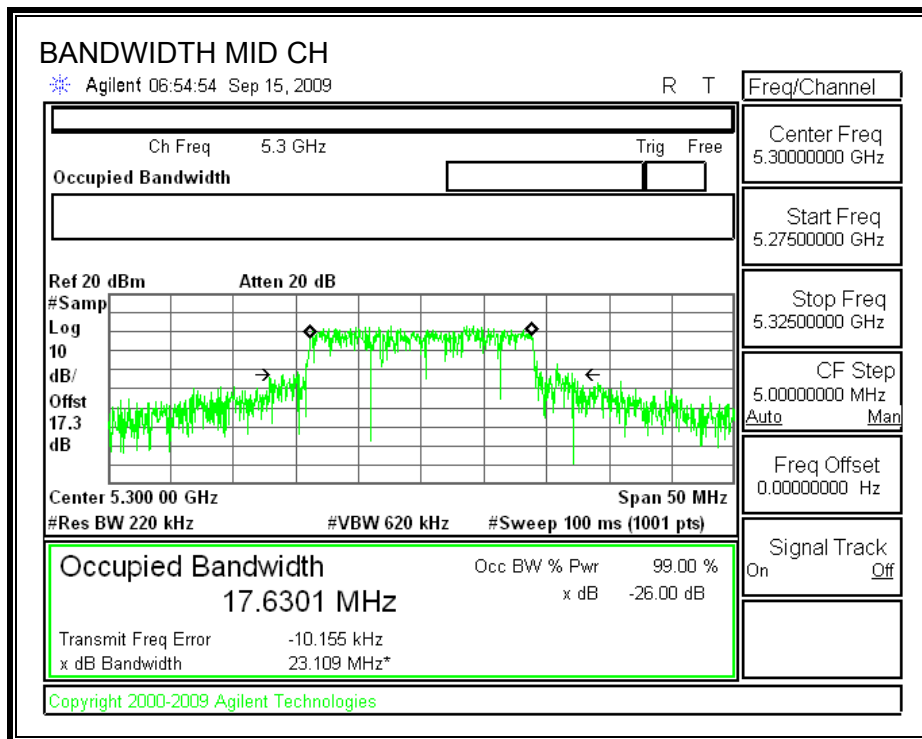 BANDWIDTH MID CH
Agilent 06:54:54 Sep 15, 2009 R T
Freq/Channel
Ch Freq 5.3 GHz Trig Free
Occupied Bandwidth
Center Freq
5.30000000 GHz
Start Freq
5.27500000 GHz
Stop Freq
5.32500000 GHz
CF Step
5.00000000 MHz
Auto Man
Freq Offset
0.00000000 Hz
Signal Track
On Off
Ref 20 dBm Atten 20 dB
#Samp
Log
10
dB/
Offst
17.3
dB
Center 5.300 00 GHz Span 50 MHz
#Res BW 220 kHz #VBW 620 kHz #Sweep 100 ms (1001 pts)
Occupied Bandwidth Occ BW % Pwr 99.00 %
17.6301 MHz x dB -26.00 dB
Transmit Freq Error -10.155 kHz
x dB Bandwidth 23.109 MHz*
Copyright 2000-2009 Agilent Technologies